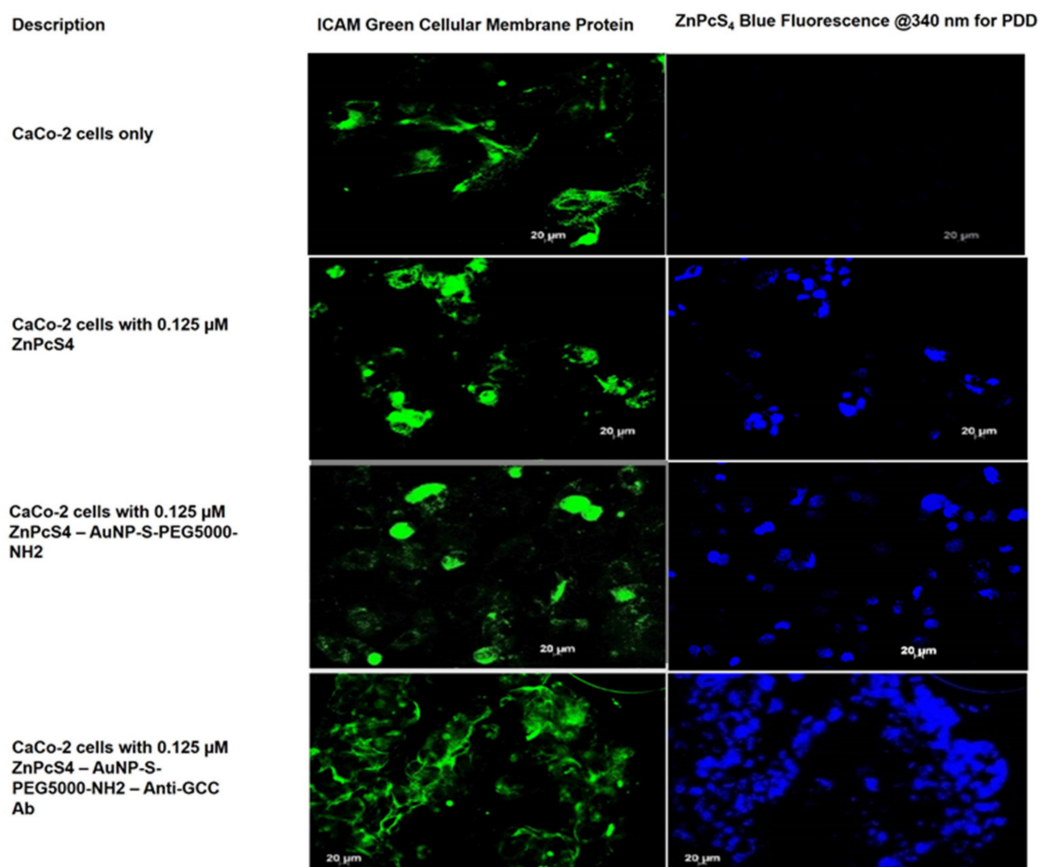 Description
ICAM Green Cellular Membrane Protein
ZnPcS₄ Blue Fluorescence @340 nm for PDD
CaCo-2 cells only
20 µm
20 µm
CaCo-2 cells with 0.125 µM
ZnPcS4
20 µm
20 µm
CaCo-2 cells with 0.125 µM
ZnPcS4 – AuNP-S-PEG5000-
NH2
20 µm
20 µm
CaCo-2 cells with 0.125 µM
ZnPcS4 – AuNP-S-
PEG5000-NH2 – Anti-GCC
Ab
20 µm
20 µm